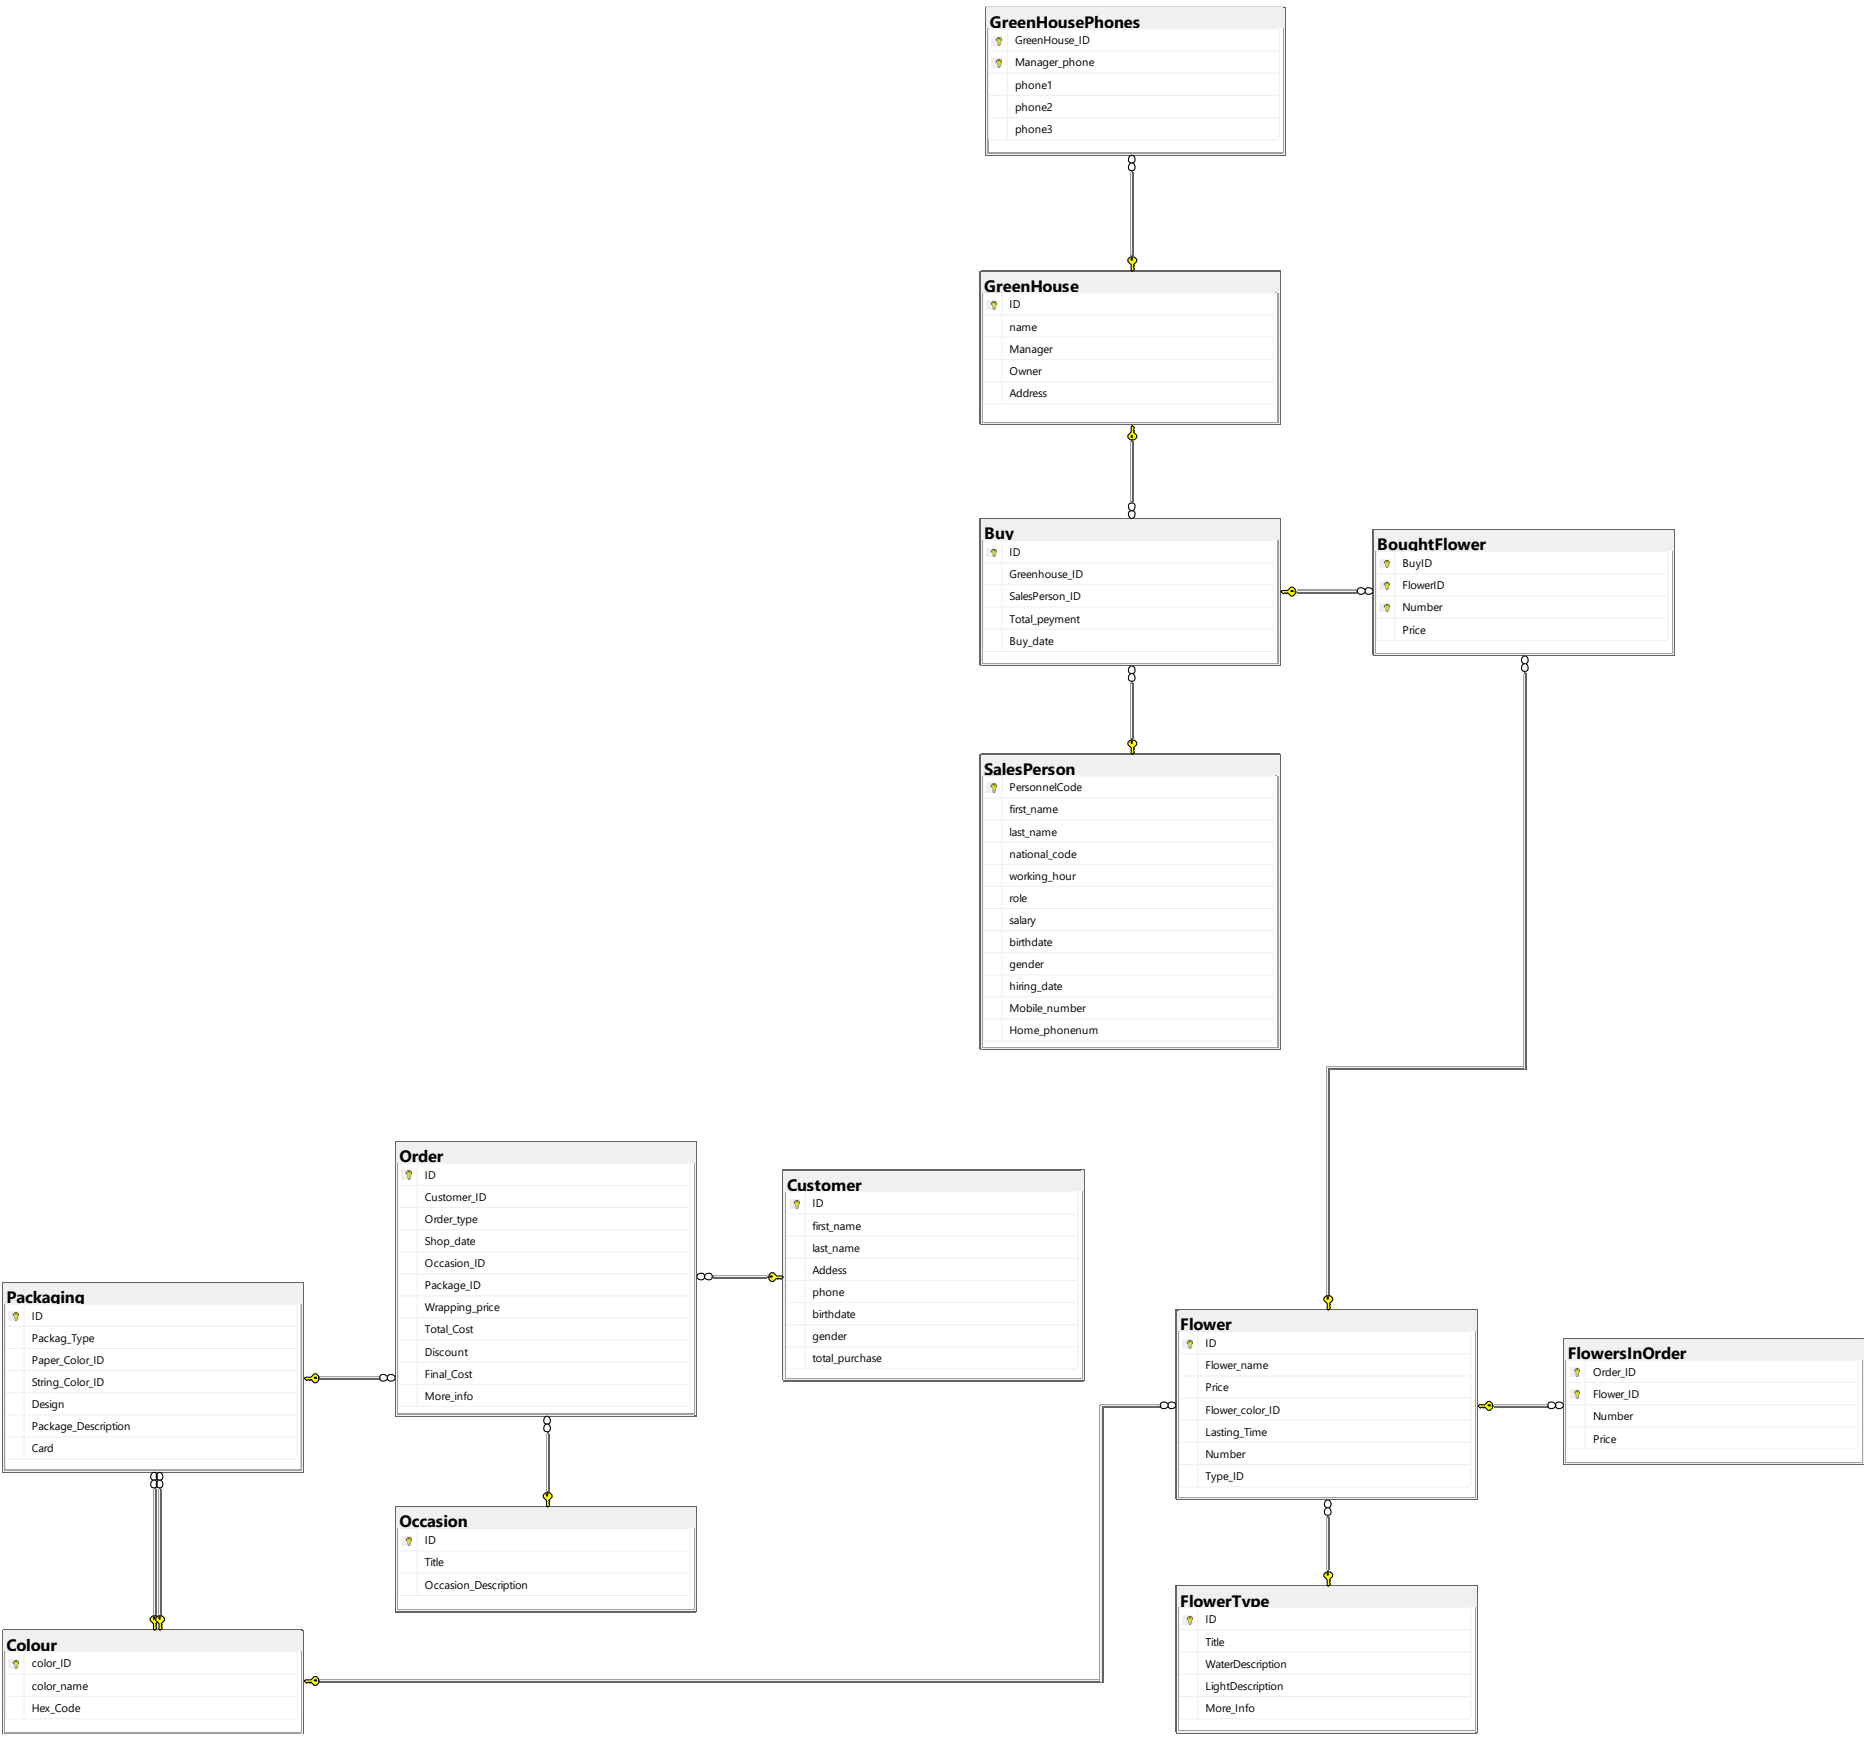 GreenHousePhones
GreenHouse_ID
Manager_phone
phone1
phone2
phone3
GreenHouse
ID
name
Manager
Owner
Address
Buy
ID
Greenhouse_ID
SalesPerson_ID
Total_peyment
Buy_date
BoughtFlower
BuyID
FlowerID
Number
Price
SalesPerson
PersonnelCode
first_name
last_name
national_code
working_hour
role
salary
birthdate
gender
hiring_date
Mobile_number
Home_phonenum
Order
ID
Customer_ID
Order_type
Shop_date
Occasion_ID
Package_ID
Wrapping_price
Total_Cost
Discount
Final_Cost
More_info
Customer
ID
first_name
last_name
Addess
phone
birthdate
gender
total_purchase
Packaging
ID
Packag_Type
Paper_Color_ID
String_Color_ID
Design
Package_Description
Card
Flower
ID
Flower_name
Price
Flower_color_ID
Lasting_Time
Number
Type_ID
FlowersInOrder
Order_ID
Flower_ID
Number
Price
Occasion
ID
Title
Occasion_Description
Colour
color_ID
color_name
Hex_Code
FlowerType
ID
Title
WaterDescription
LightDescription
More_Info